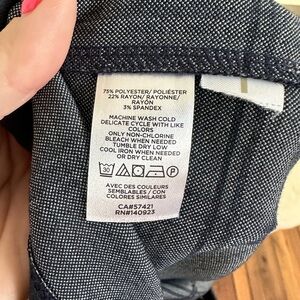 75% POLYESTER/ POLIÉSTER
22% RAYON/ RAYONNE/
RAYÓN
3% SPANDEX
MACHINE WASH COLD
DELICATE CYCLE WITH LIKE
COLORS
ONLY NON-CHLORINE
BLEACH WHEN NEEDED
TUMBLE DRY LOW
COOL IRON WHEN NEEDED
OR DRY CLEAN
30
P
AVEC DES COULEURS
SEMBLABLES / CON
COLORES SIMILARES
CA#57421
RN#140923